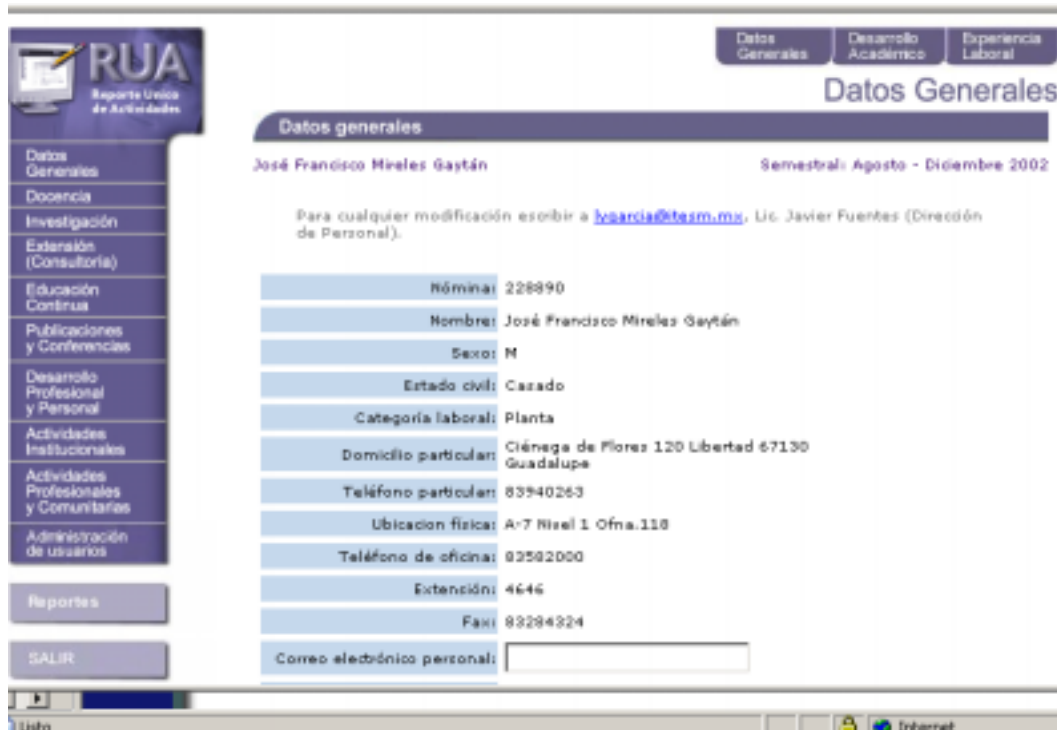 RUA
Reporte Unico
de Actividades
Datos
Generales
Desarrollo
Académico
Experiencia
Laboral
Datos Generales
Datos generales
José Francisco Mireles Gaytán
Semestral: Agosto - Diciembre 2002
Para cualquier modificación escribir a lygarcia@itesm.mx, Lic. Javier Fuentes (Dirección
de Personal).
Datos
Generales
Docencia
Investigación
Extensión
(Consultoría)
Educación
Continua
Publicaciones
y Conferencias
Desarrollo
Profesional
y Personal
Actividades
Institucionales
Actividades
Profesionales
y Comunitarias
Administración
de usuarios
Reportes
SALIR
Nómina: 228890
Nombre: José Francisco Mireles Gaytán
Sexo: M
Estado civil: Casado
Categoría laboral: Planta
Domicilio particular: Ciénega de Flores 120 Libertad 67130
Guadalupe
Teléfono particular: 83940263
Ubicacion física: A-7 Nivel 1 Ofna.118
Teléfono de oficina: 83582000
Extensión: 4646
Fax: 83284324
Correo electrónico personal:
Listo
Internet